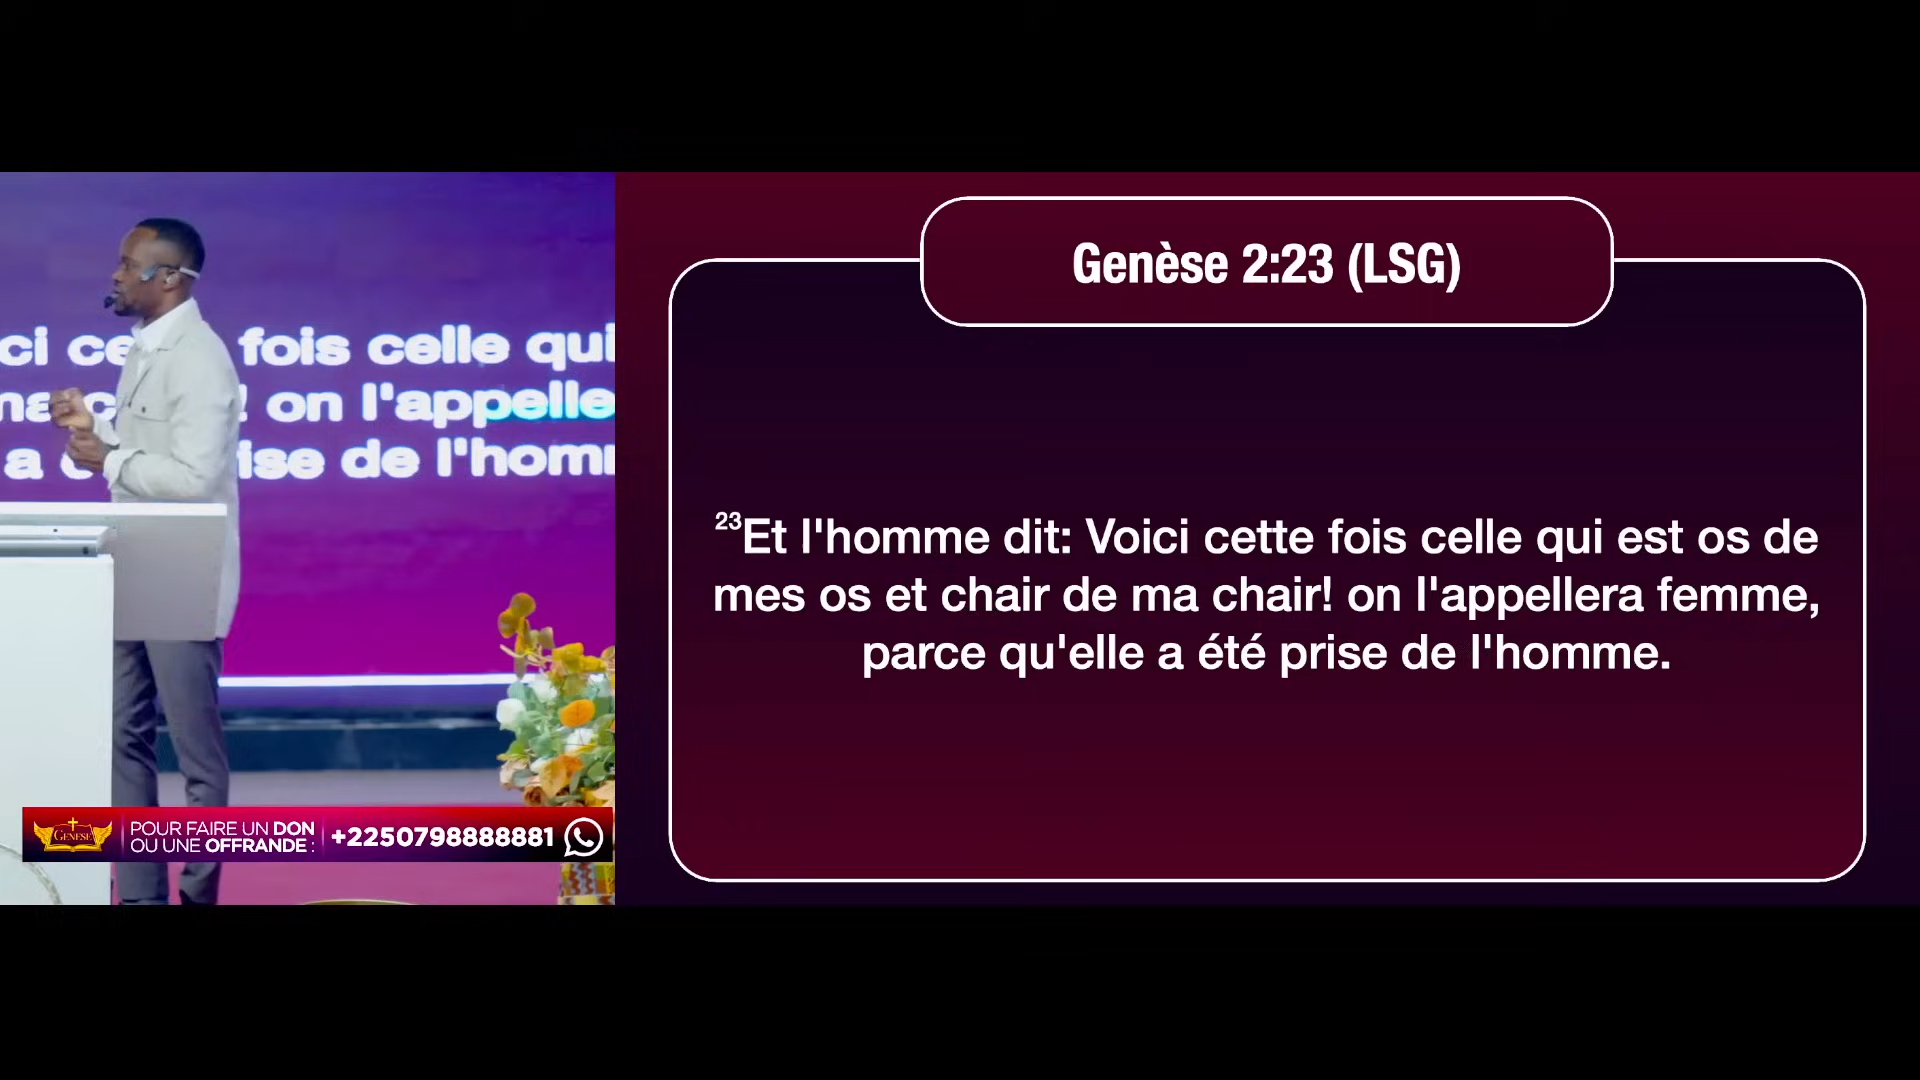 Genèse 2:23 (LSG)
23Et l'homme dit: Voici cette fois celle qui est os de
mes os et chair de ma chair! on l'appellera femme,
parce qu'elle a été prise de l'homme.
fois celle qui
! on l'appelle
a
de l'hom
GENESE
POUR FAIRE UN DON
OU UNE OFFRANDE :
+2250798888881